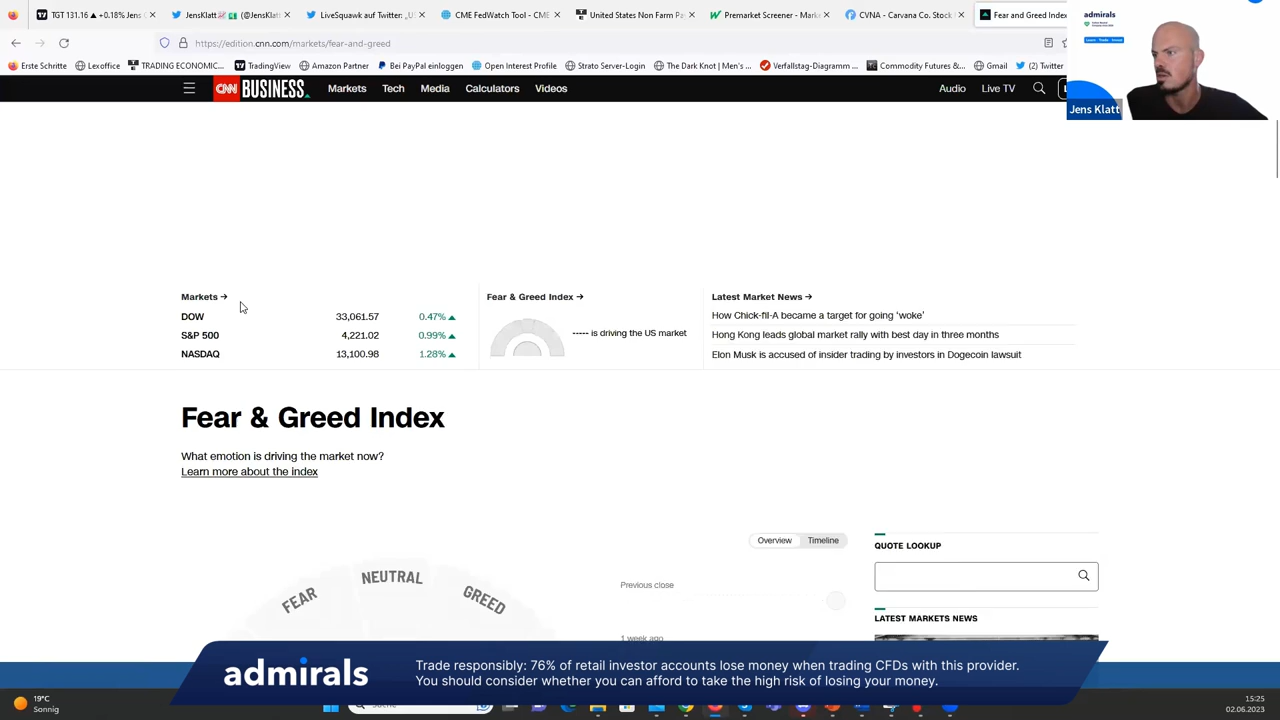 TGT 131.16 ▲ +0.18% Jens C
JensKlatt
(@JensKlat
LiveSquawk auf Twitter: „US
CME FedWatch Tool - CME
United States Non Farm Pa
Premarket Screener - Marke
CVNA - Carvana Co. Stock
Fear and Greed Index
https://edition.cnn.com/markets/fear-and-greed
Erste Schritte
Lexoffice
TRADING ECONOMIC...
TradingView
Amazon Partner
Bei PayPal einloggen
Open Interest Profile
Strato Server-Login
The Dark Knot | Men's ...
Verfallstag-Diagramm ...
Commodity Futures & ...
Gmail
(2) Twitter
admirals
Jens Klatt
CNN BUSINESS
Markets
Tech
Media
Calculators
Videos
Audio
Live TV
Markets →
DOW 33,061.57 0.47%
S&P 500 4,221.02 0.99%
NASDAQ 13,100.98 1.28%
Fear & Greed Index →
----- is driving the US market
Latest Market News →
How Chick-fil-A became a target for going 'woke'
Hong Kong leads global market rally with best day in three months
Elon Musk is accused of insider trading by investors in Dogecoin lawsuit
Fear & Greed Index
What emotion is driving the market now?
Learn more about the index
Overview
Timeline
FEAR
NEUTRAL
GREED
Previous close
1 week ago
QUOTE LOOKUP
LATEST MARKETS NEWS
admirals
Trade responsibly: 76% of retail investor accounts lose money when trading CFDs with this provider.
You should consider whether you can afford to take the high risk of losing your money.
19°C
Sonnig
Suche
15:25
02.06.2023